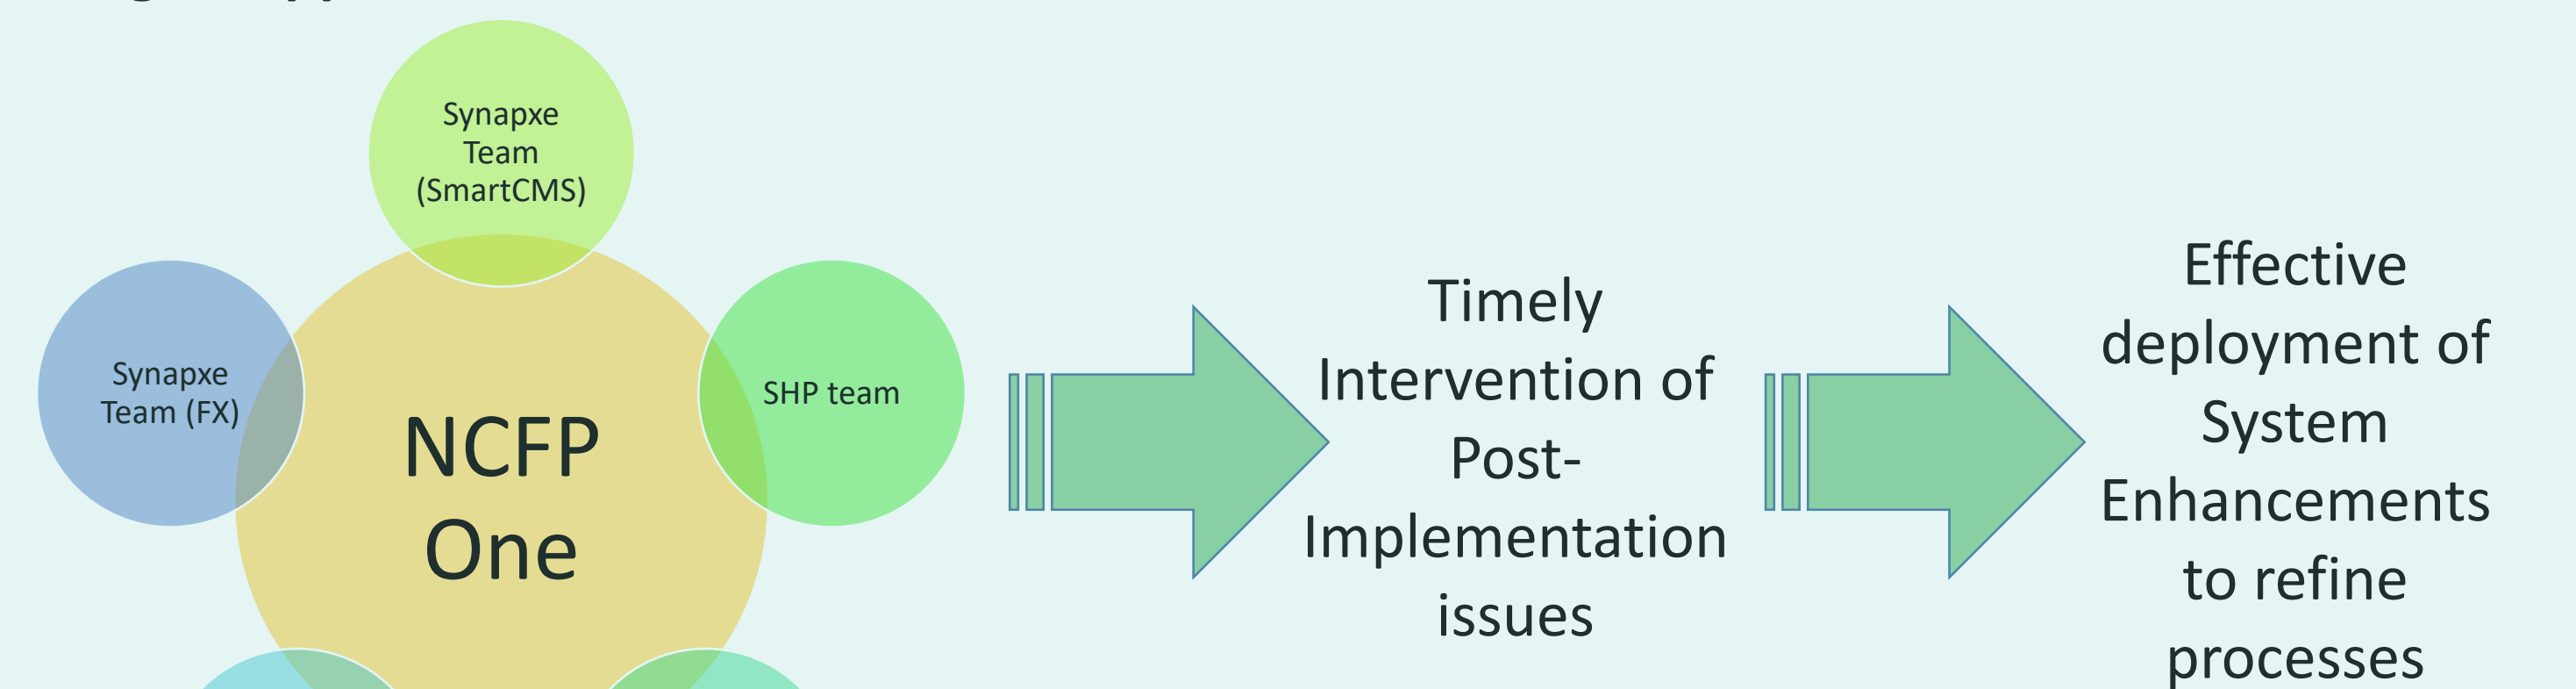 Synapxe
Team
(SmartCMS)
Synapxe
Team (FX)
SHP team
NCFP
One
Timely
Intervention of
Post-
Implementation
issues
Effective
deployment of
System
Enhancements
to refine
processes